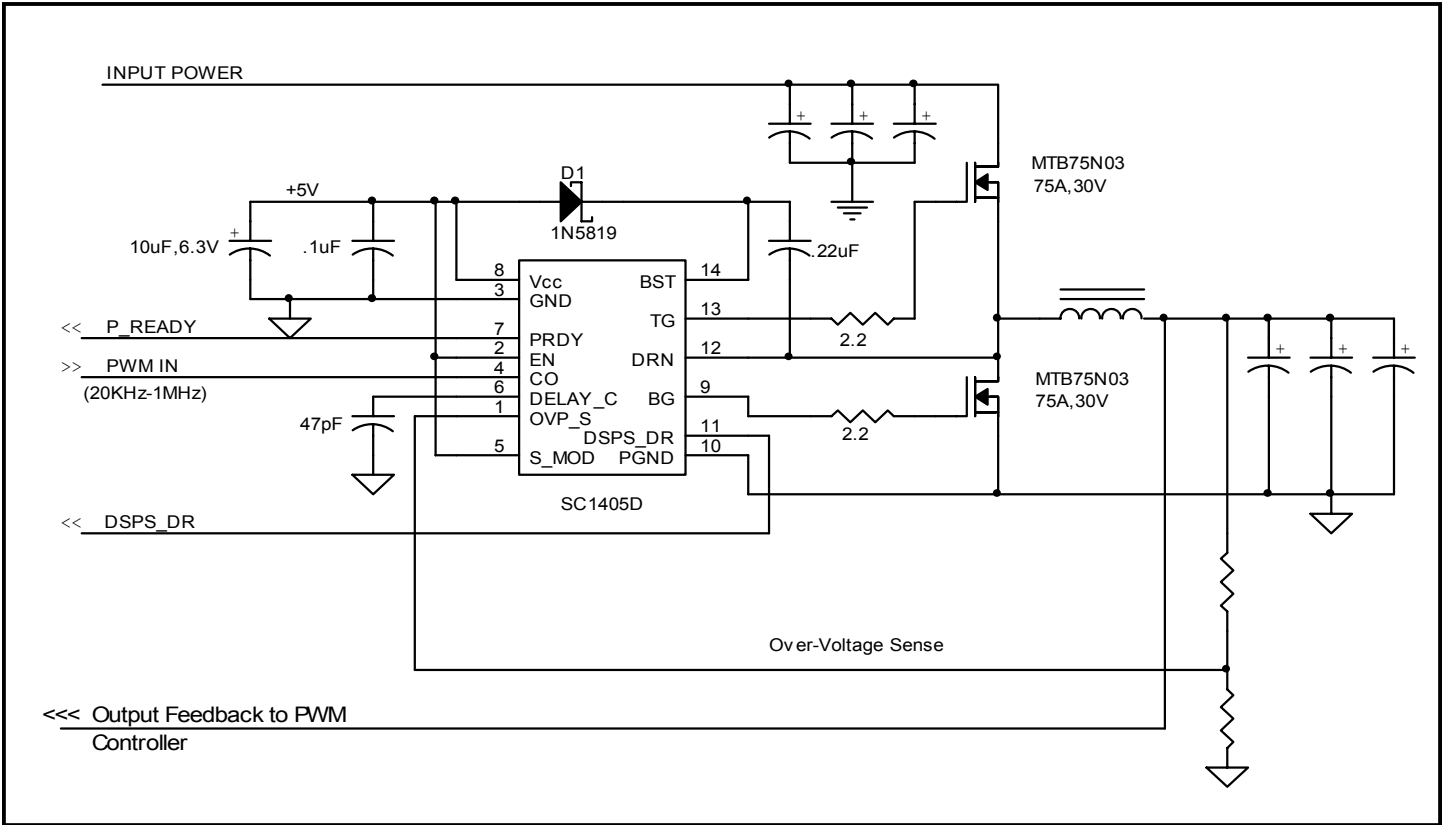 INPUT POWER
+
+
+
MTB75N03
75A,30V
D1
+5V
1N5819
+
10uF,6.3V
.1uF
.22uF
8
Vcc
BST
14
3
GND
TG
13
2.2
<< P_READY
7
PRDY
2
EN
DRN
12
>> PWM IN
4
CO
(20KHz-1MHz)
6
DELAY_C
BG
9
2.2
MTB75N03
75A,30V
+
+
+
1
OVP_S
47pF
DSPS_DR
11
5
S_MOD
PGND
10
SC1405D
<< DSPS_DR
Over-Voltage Sense
<<< Output Feedback to PWM
Controller